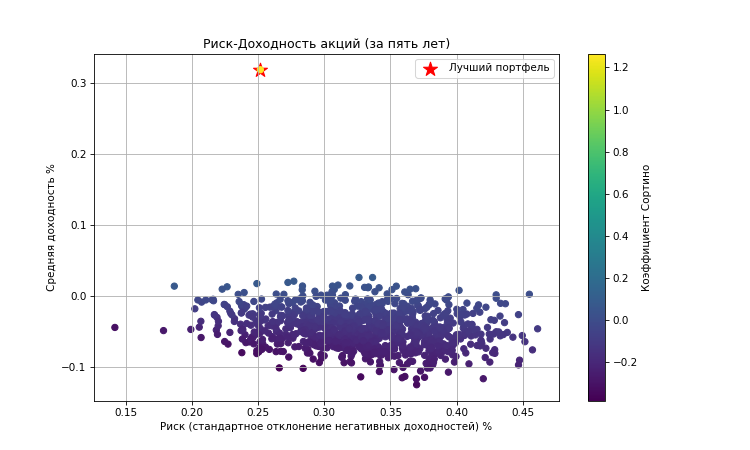 Риск-Доходность акций (за пять лет)
Лучший портфель
Средняя доходность %
0.3
0.2
0.1
0.0
−0.1
0.15 0.20 0.25 0.30 0.35 0.40 0.45
Риск (стандартное отклонение негативных доходностей) %
1.2
1.0
0.8
0.6
0.4
0.2
0.0
−0.2
Коэффициент Сортино